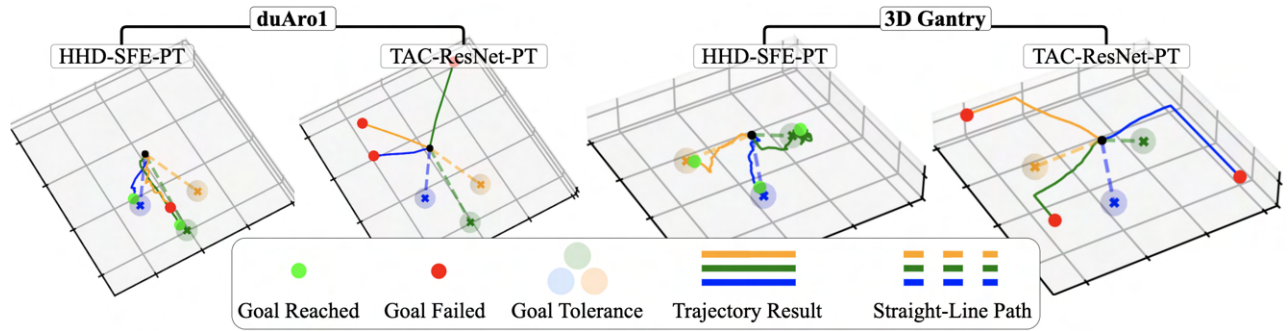 duAro1
3D Gantry
HHD-SFE-PT
TAC-ResNet-PT
HHD-SFE-PT
TAC-ResNet-PT
Goal Reached
Goal Failed
Goal Tolerance
Trajectory Result
Straight-Line Path